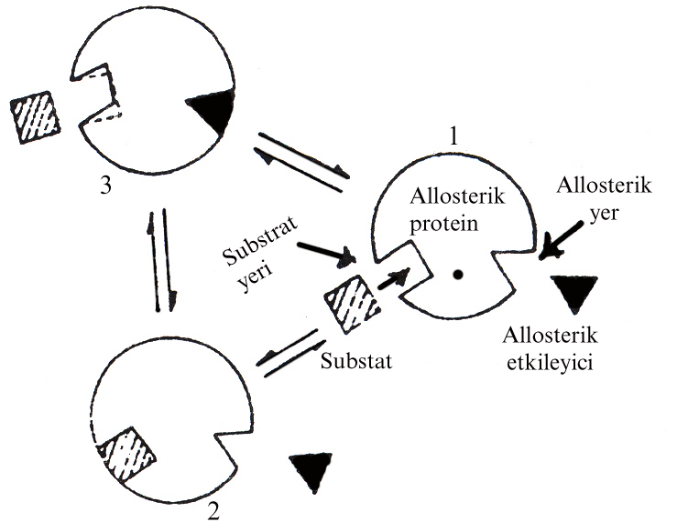 3
1
Allosterik
protein
Allosterik
yer
Substrat
yeri
Substat
Allosterik
etkileyici
2